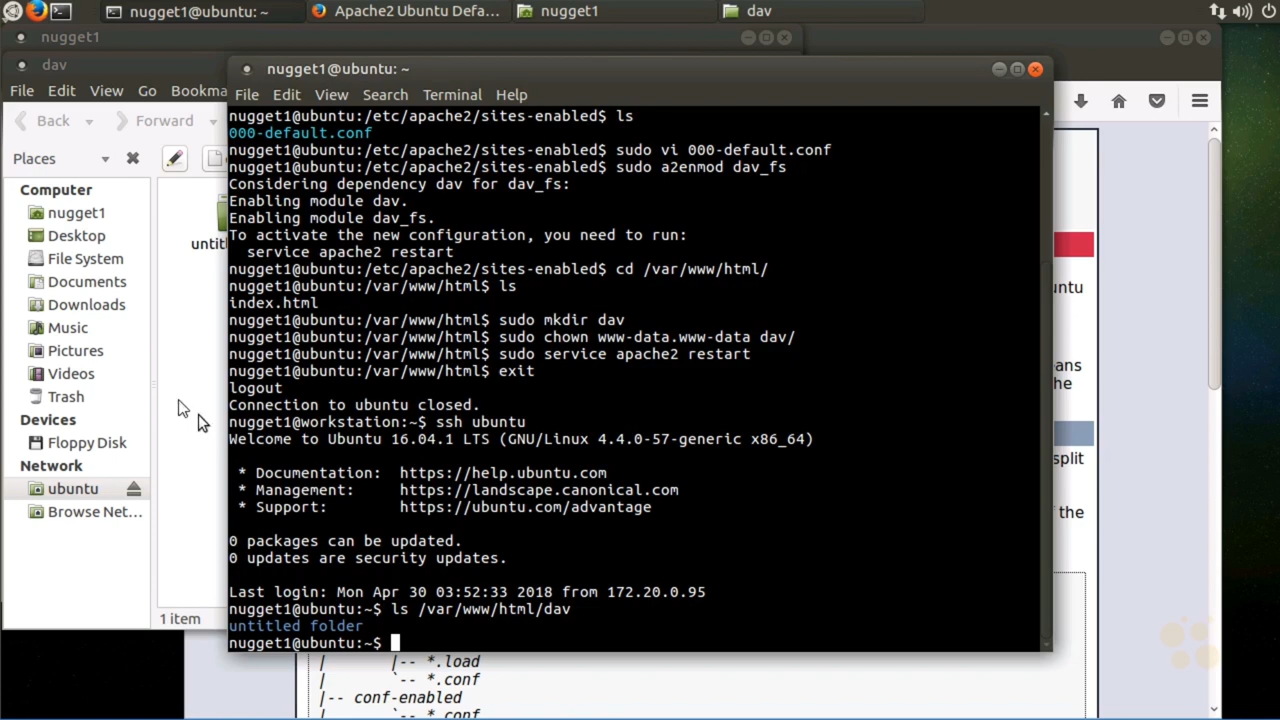 nugget1@ubuntu: ~
Apache2 Ubuntu Defa...
nugget1
dav
nugget1
dav
File Edit View Go Bookma
Back
Forward
Places
Computer
nugget1
Desktop
File System
Documents
Downloads
Music
Pictures
Videos
Trash
Devices
Floppy Disk
Network
ubuntu
Browse Net...
untitl
1 item
nugget1@ubuntu: ~
File Edit View Search Terminal Help
nugget1@ubuntu:/etc/apache2/sites-enabled$ ls
000-default.conf
nugget1@ubuntu:/etc/apache2/sites-enabled$ sudo vi 000-default.conf
nugget1@ubuntu:/etc/apache2/sites-enabled$ sudo a2enmod dav_fs
Considering dependency dav for dav_fs:
Enabling module dav.
Enabling module dav_fs.
To activate the new configuration, you need to run:
  service apache2 restart
nugget1@ubuntu:/etc/apache2/sites-enabled$ cd /var/www/html/
nugget1@ubuntu:/var/www/html$ ls
index.html
nugget1@ubuntu:/var/www/html$ sudo mkdir dav
nugget1@ubuntu:/var/www/html$ sudo chown www-data.www-data dav/
nugget1@ubuntu:/var/www/html$ sudo service apache2 restart
nugget1@ubuntu:/var/www/html$ exit
logout
Connection to ubuntu closed.
nugget1@workstation:~$ ssh ubuntu
Welcome to Ubuntu 16.04.1 LTS (GNU/Linux 4.4.0-57-generic x86_64)
 * Documentation:  https://help.ubuntu.com
 * Management:     https://landscape.canonical.com
 * Support:        https://ubuntu.com/advantage
0 packages can be updated.
0 updates are security updates.
Last login: Mon Apr 30 03:52:33 2018 from 172.20.0.95
nugget1@ubuntu:~$ ls /var/www/html/dav
untitled folder
nugget1@ubuntu:~$
untu
ans
the
split
the
|       |-- *.load
|       `-- *.conf
|-- conf-enabled
|       `-- *.conf